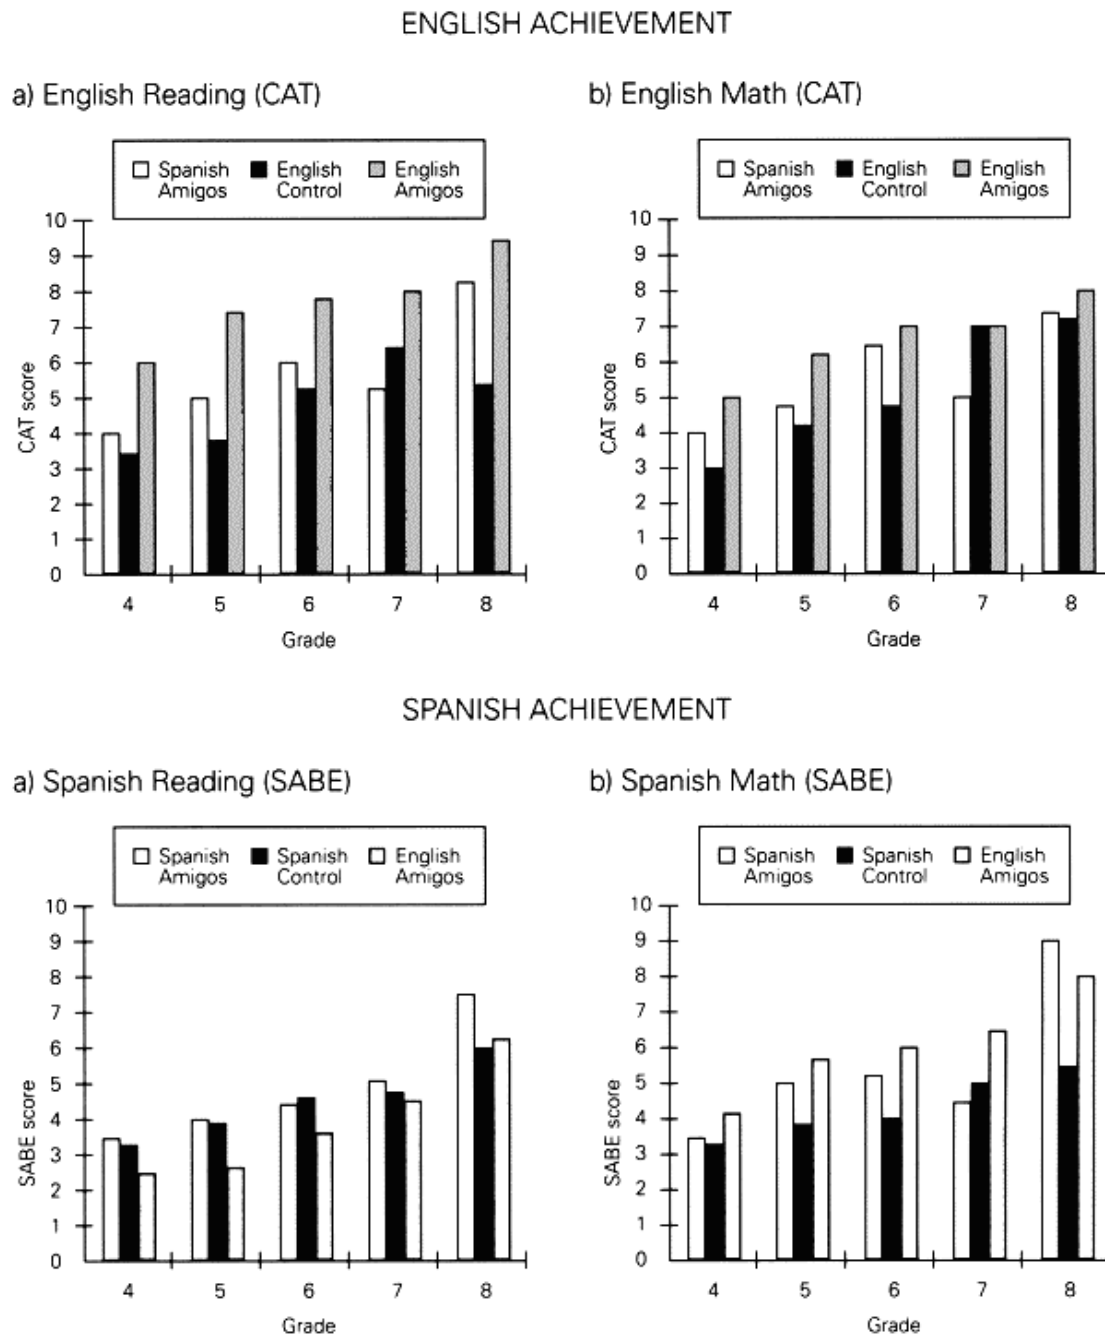 ENGLISH ACHIEVEMENT
a) English Reading (CAT)
Spanish Amigos
English Control
English Amigos
10
9
8
7
6
5
4
3
2
1
0
CAT score
4 5 6 7 8
Grade
b) English Math (CAT)
Spanish Amigos
English Control
English Amigos
10
9
8
7
6
5
4
3
2
1
0
CAT score
4 5 6 7 8
Grade
SPANISH ACHIEVEMENT
a) Spanish Reading (SABE)
Spanish Amigos
Spanish Control
English Amigos
10
9
8
7
6
5
4
3
2
1
0
SABE score
4 5 6 7 8
Grade
b) Spanish Math (SABE)
Spanish Amigos
Spanish Control
English Amigos
10
9
8
7
6
5
4
3
2
1
0
SABE score
4 5 6 7 8
Grade